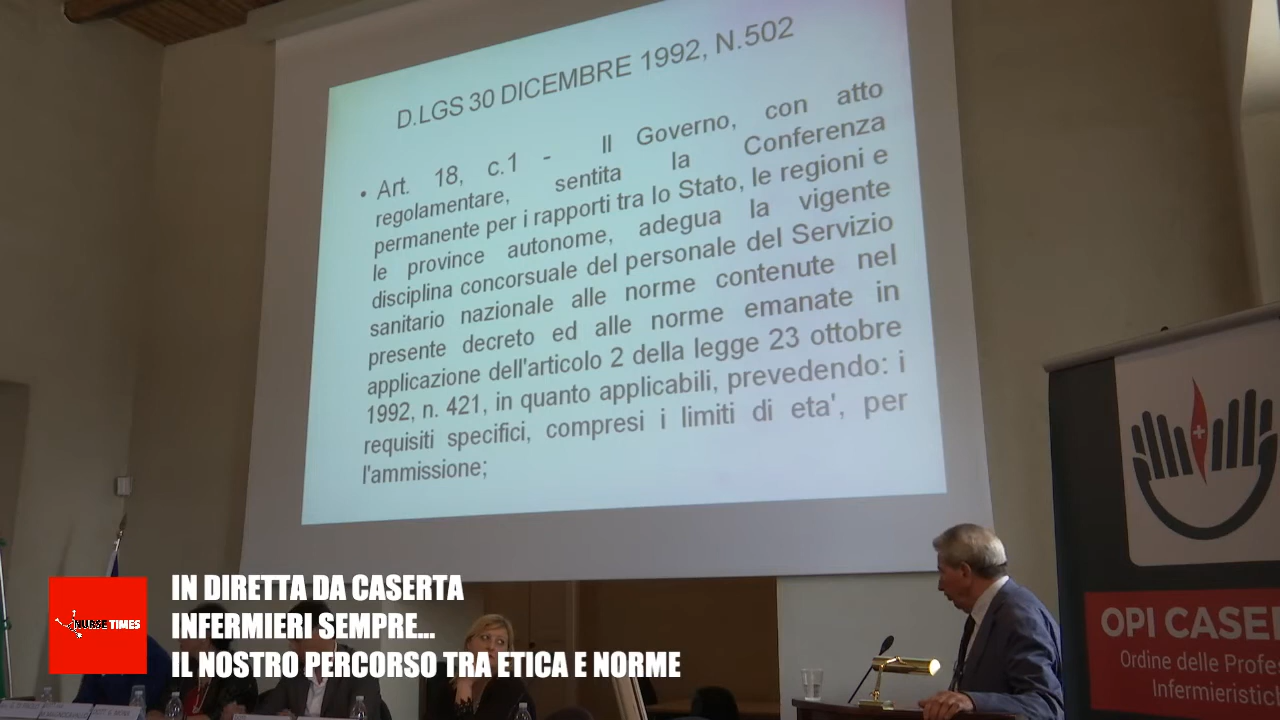 D.LGS 30 DICEMBRE 1992, N.502
• Art. 18, c.1 - Il Governo, con atto
regolamentare, sentita la Conferenza
permanente per i rapporti tra lo Stato, le regioni e
le province autonome, adegua la vigente
disciplina concorsuale del personale del Servizio
sanitario nazionale alle norme contenute nel
presente decreto ed alle norme emanate in
applicazione dell'articolo 2 della legge 23 ottobre
1992, n. 421, in quanto applicabili, prevedendo: i
requisiti specifici, compresi i limiti di eta', per
l'ammissione;
NURSE TIMES
IN DIRETTA DA CASERTA
INFERMIERI SEMPRE...
IL NOSTRO PERCORSO TRA ETICA E NORME
OPI CASE
Ordine delle Profe
Infermieristic